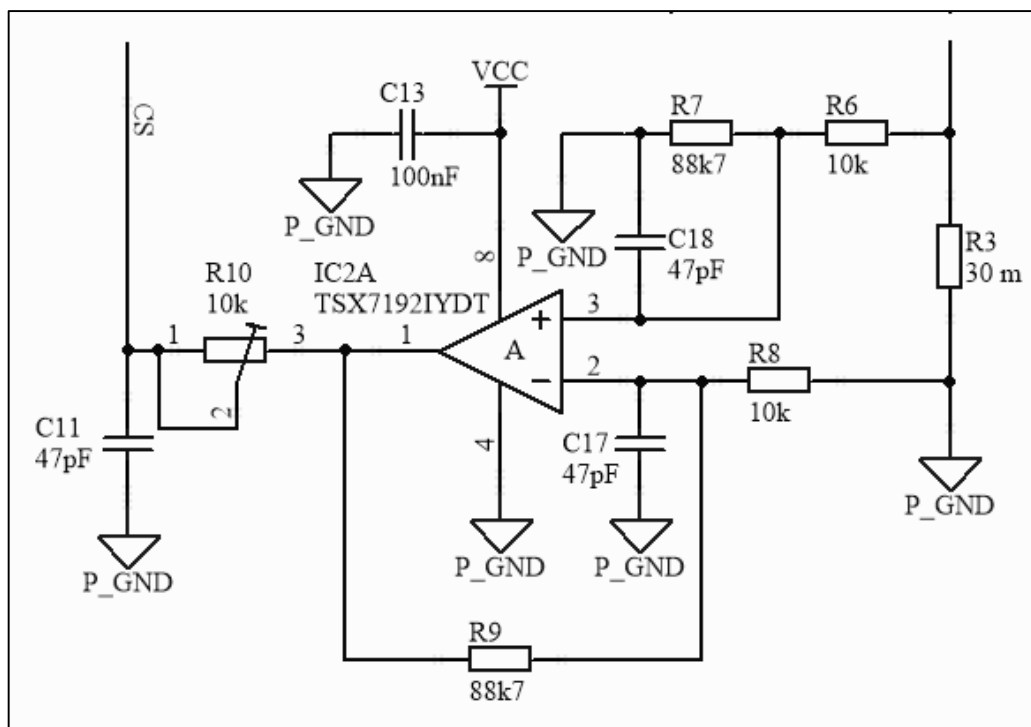 VCC
C13
100nF
P_GND
CS
R7
88k7
R6
10k
P_GND
C18
47pF
R3
30 m
R10
10k
IC2A
TSX7192IYDT
8
1
3
2
1
3
2
4
A
+
−
R8
10k
C11
47pF
P_GND
C17
47pF
P_GND
P_GND
P_GND
R9
88k7